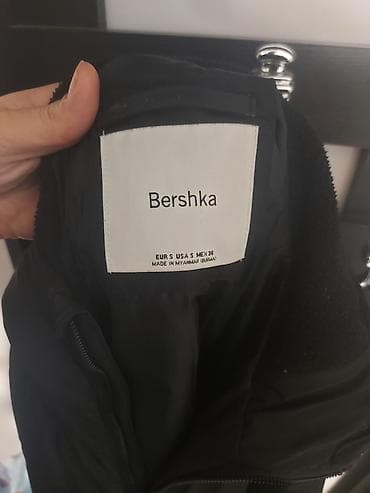 Bershka
EUR S USA S MEX 26
MADE IN MYANMAR (BURMA)